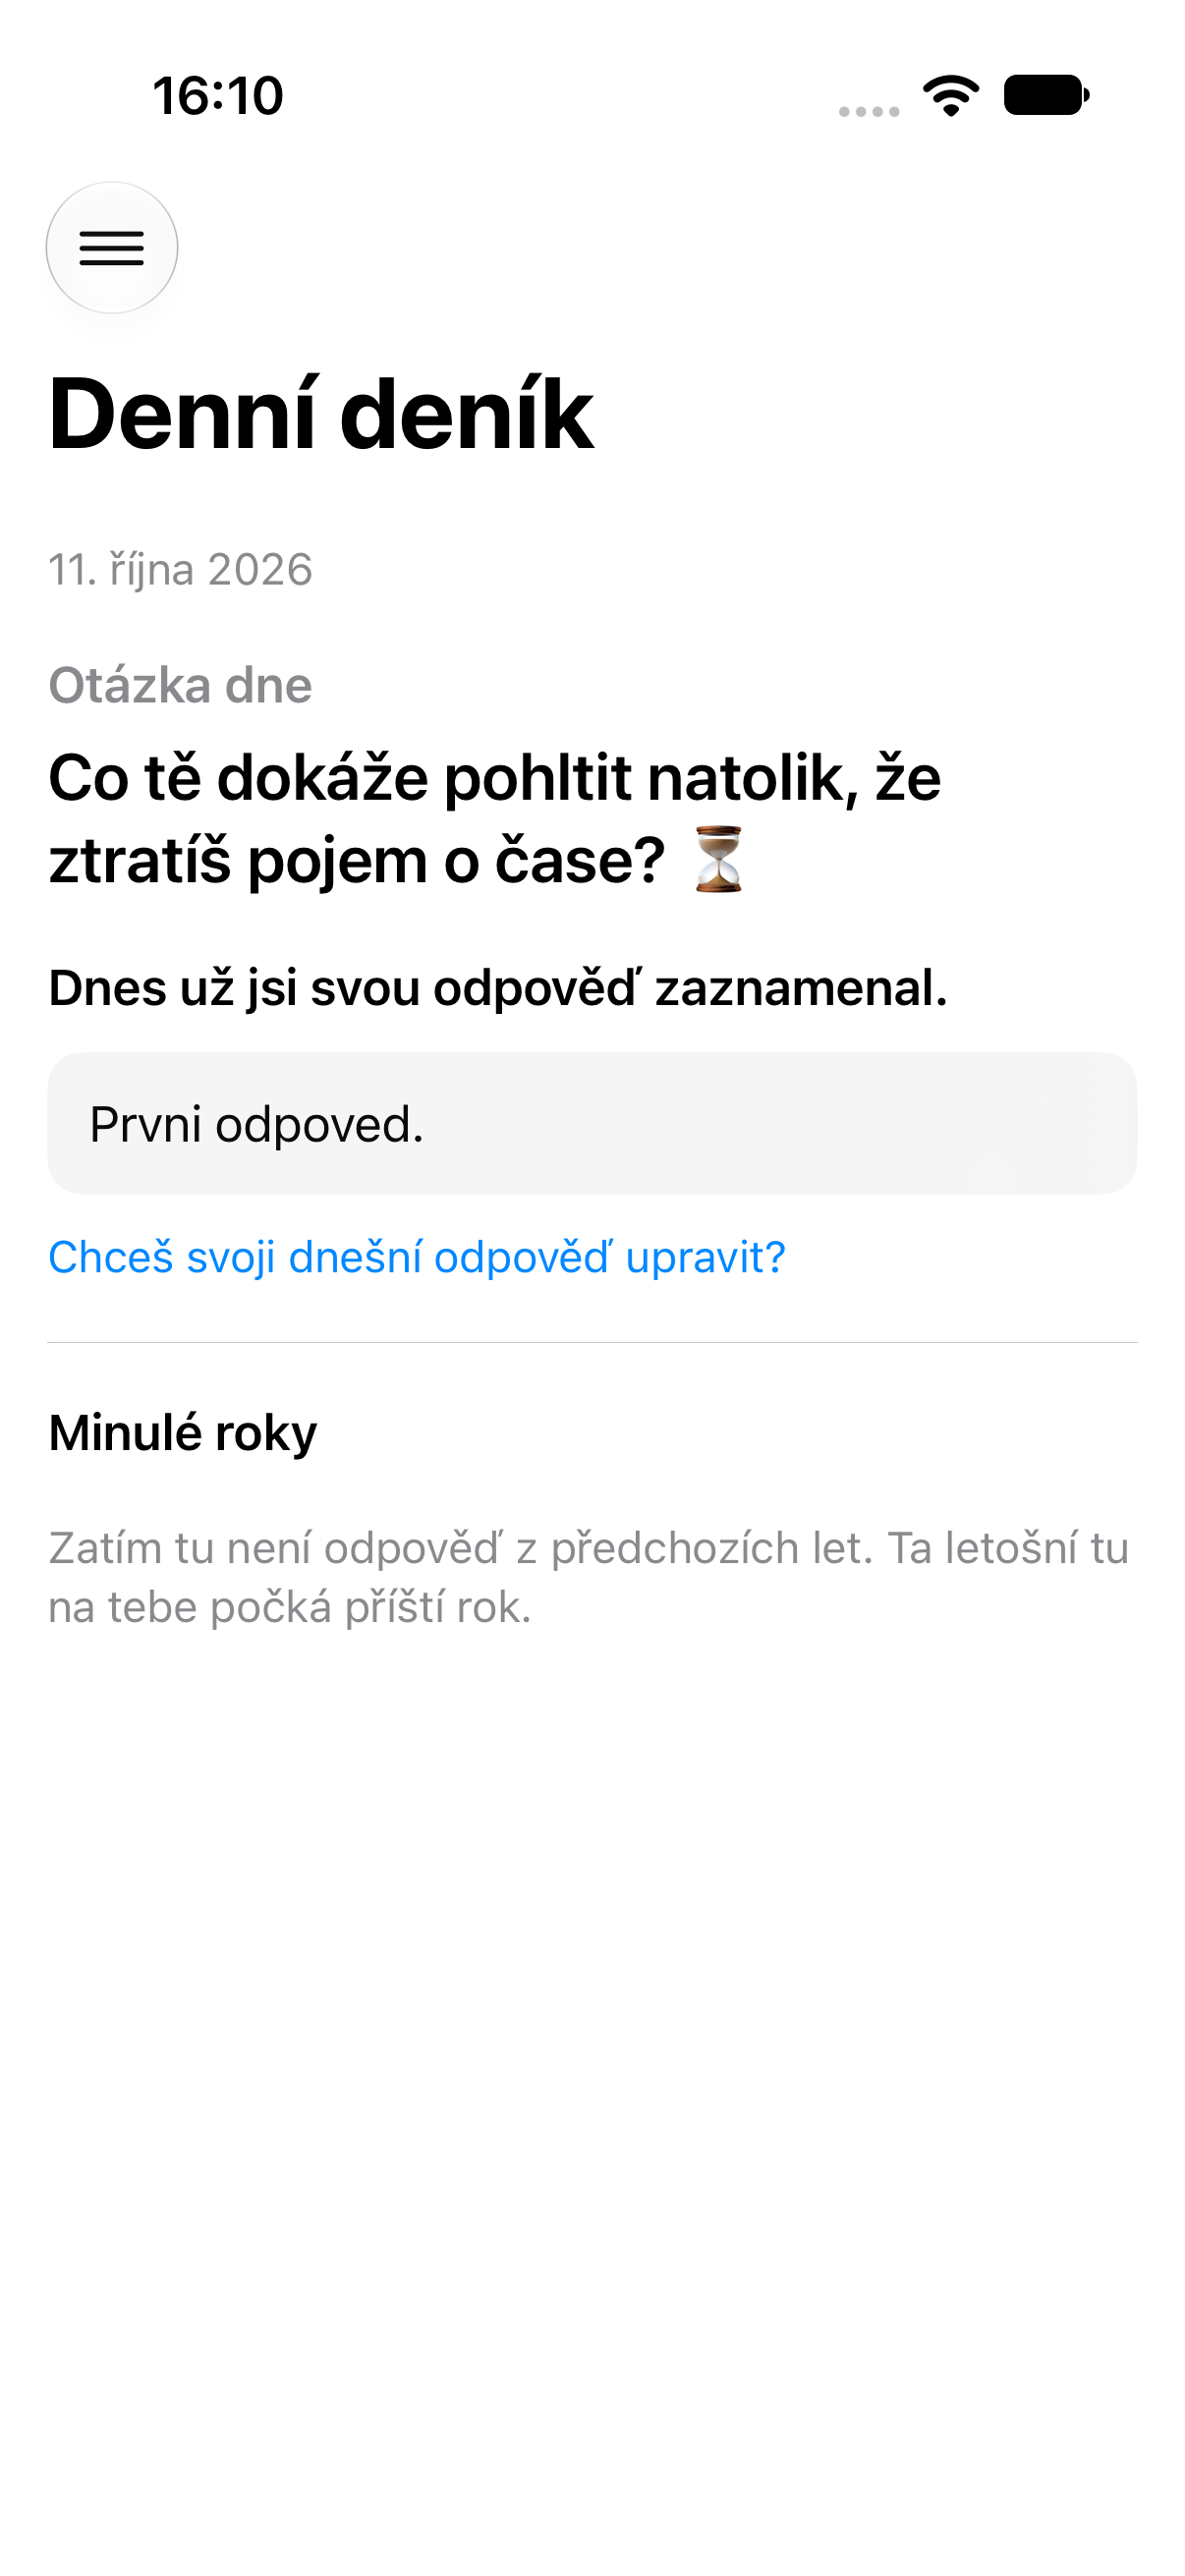 16:10
Denní deník
11. října 2026
Otázka dne
Co tě dokáže pohltit natolik, že
ztratíš pojem o čase? ⏳
Dnes už jsi svou odpověď zaznamenal.
Prvni odpoved.
Chceš svoji dnešní odpověď upravit?
Minulé roky
Zatím tu není odpověď z předchozích let. Ta letošní tu
na tebe počká příští rok.